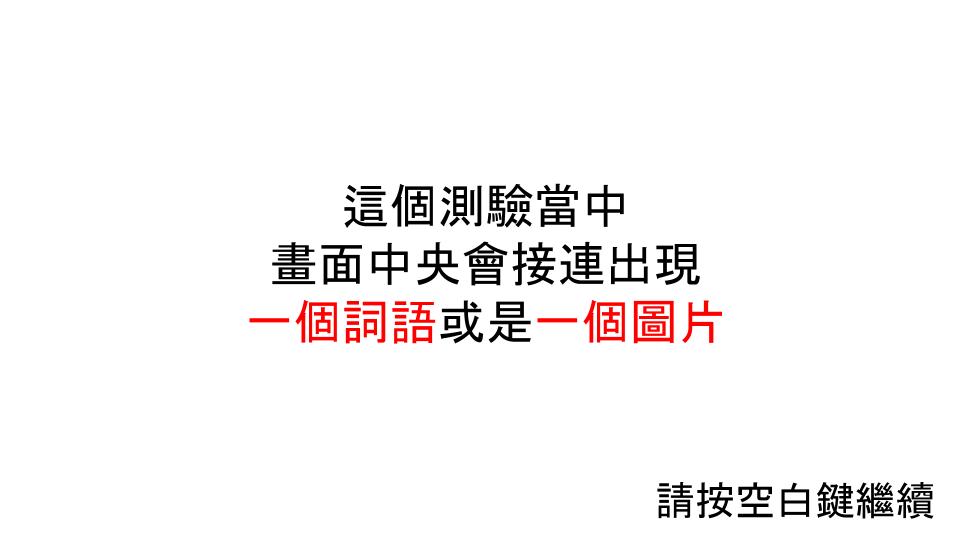 這個測驗當中
畫面中央會接連出現
一個詞語或是一個圖片
請按空白鍵繼續